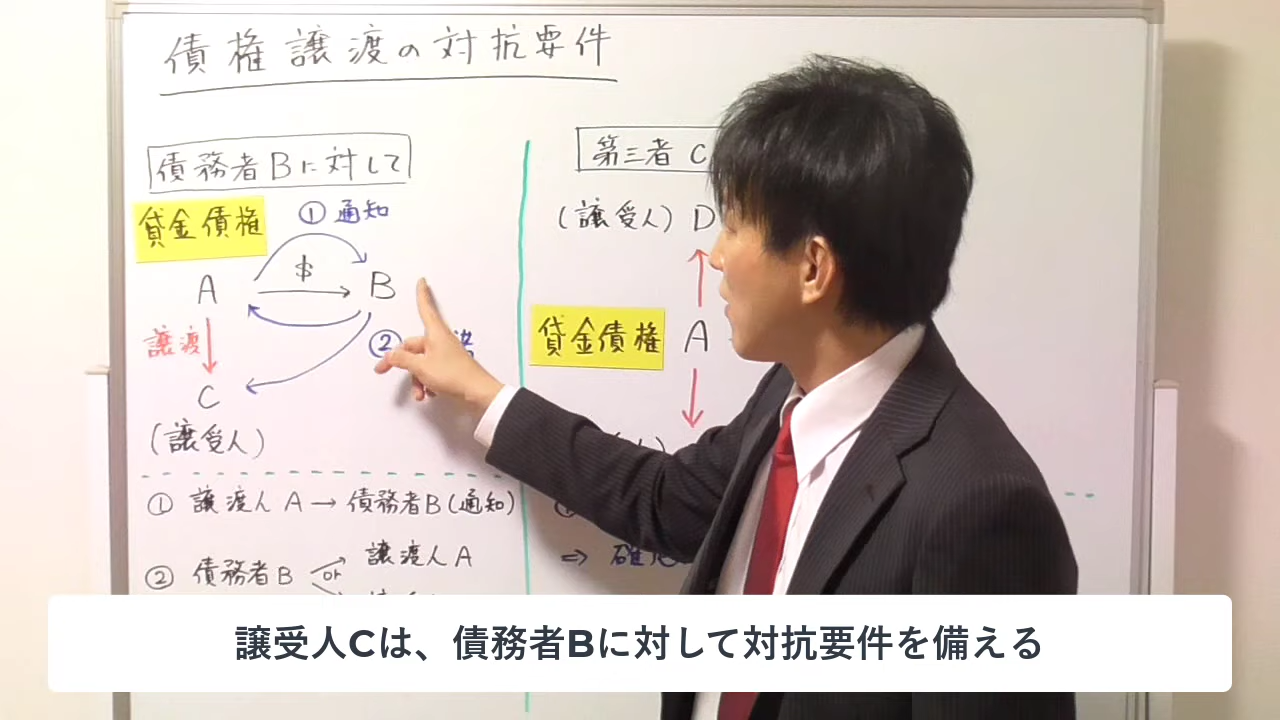 債権譲渡の対抗要件
債務者Bに対して
貸金債権
① 通知
A
$
B
②
譲渡
C
(譲受人)
① 譲渡人 A → 債務者B(通知)
② 債務者 B
or
譲渡人 A
第三者 C
(譲受人) D
貸金債権
A
⇒
譲受人Cは、債務者Bに対して対抗要件を備える